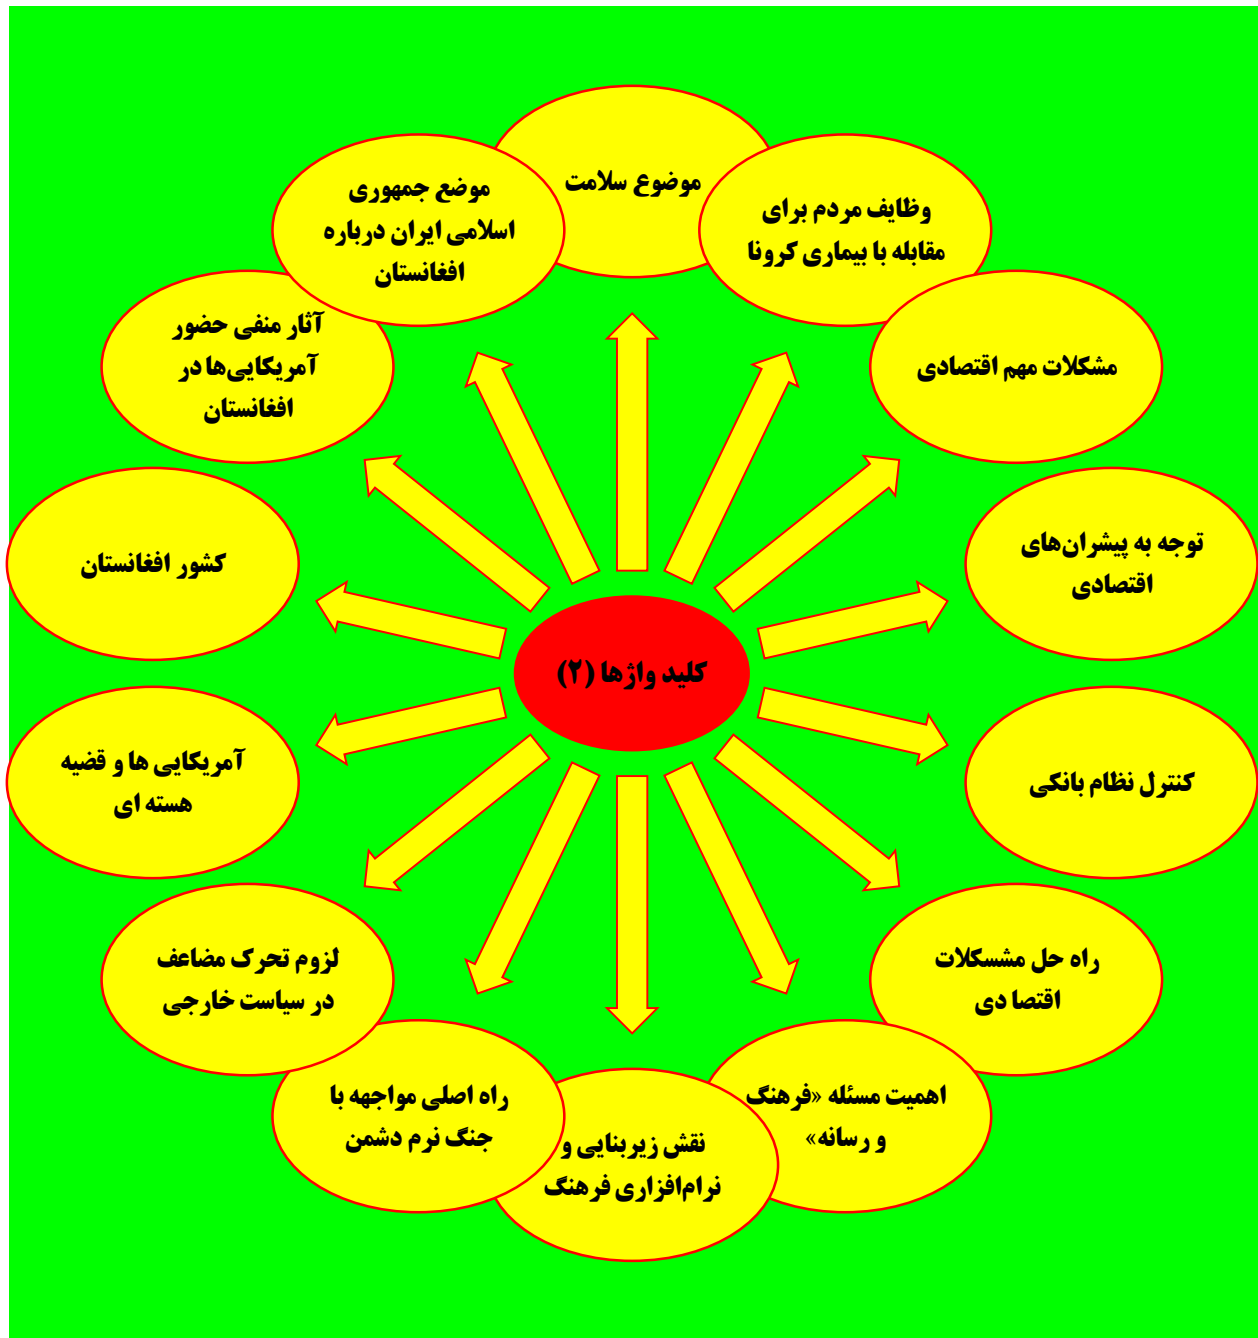 موضوع سلامت
وظایف مردم برای
مقابله با بیماری کرونا
مشکلات مهم اقتصادی
توجه به پیشران‌های
اقتصادی
کنترل نظام بانکی
راه حل مشسکلات
اقتصا دی
اهمیت مسئله «فرهنگ
و رسانه»
نقش زیربنایی و
نرام‌افزاری فرهنگ
راه اصلی مواجهه با
جنگ نرم دشمن
لزوم تحرک مضاعف
در سیاست خارجی
آمریکایی ها و قضیه
هسته ای
کشور افغانستان
آثار منفی حضور
آمریکایی‌ها در
افغانستان
موضع جمهوری
اسلامی ایران درباره
افغانستان
کلید واژها (۲)